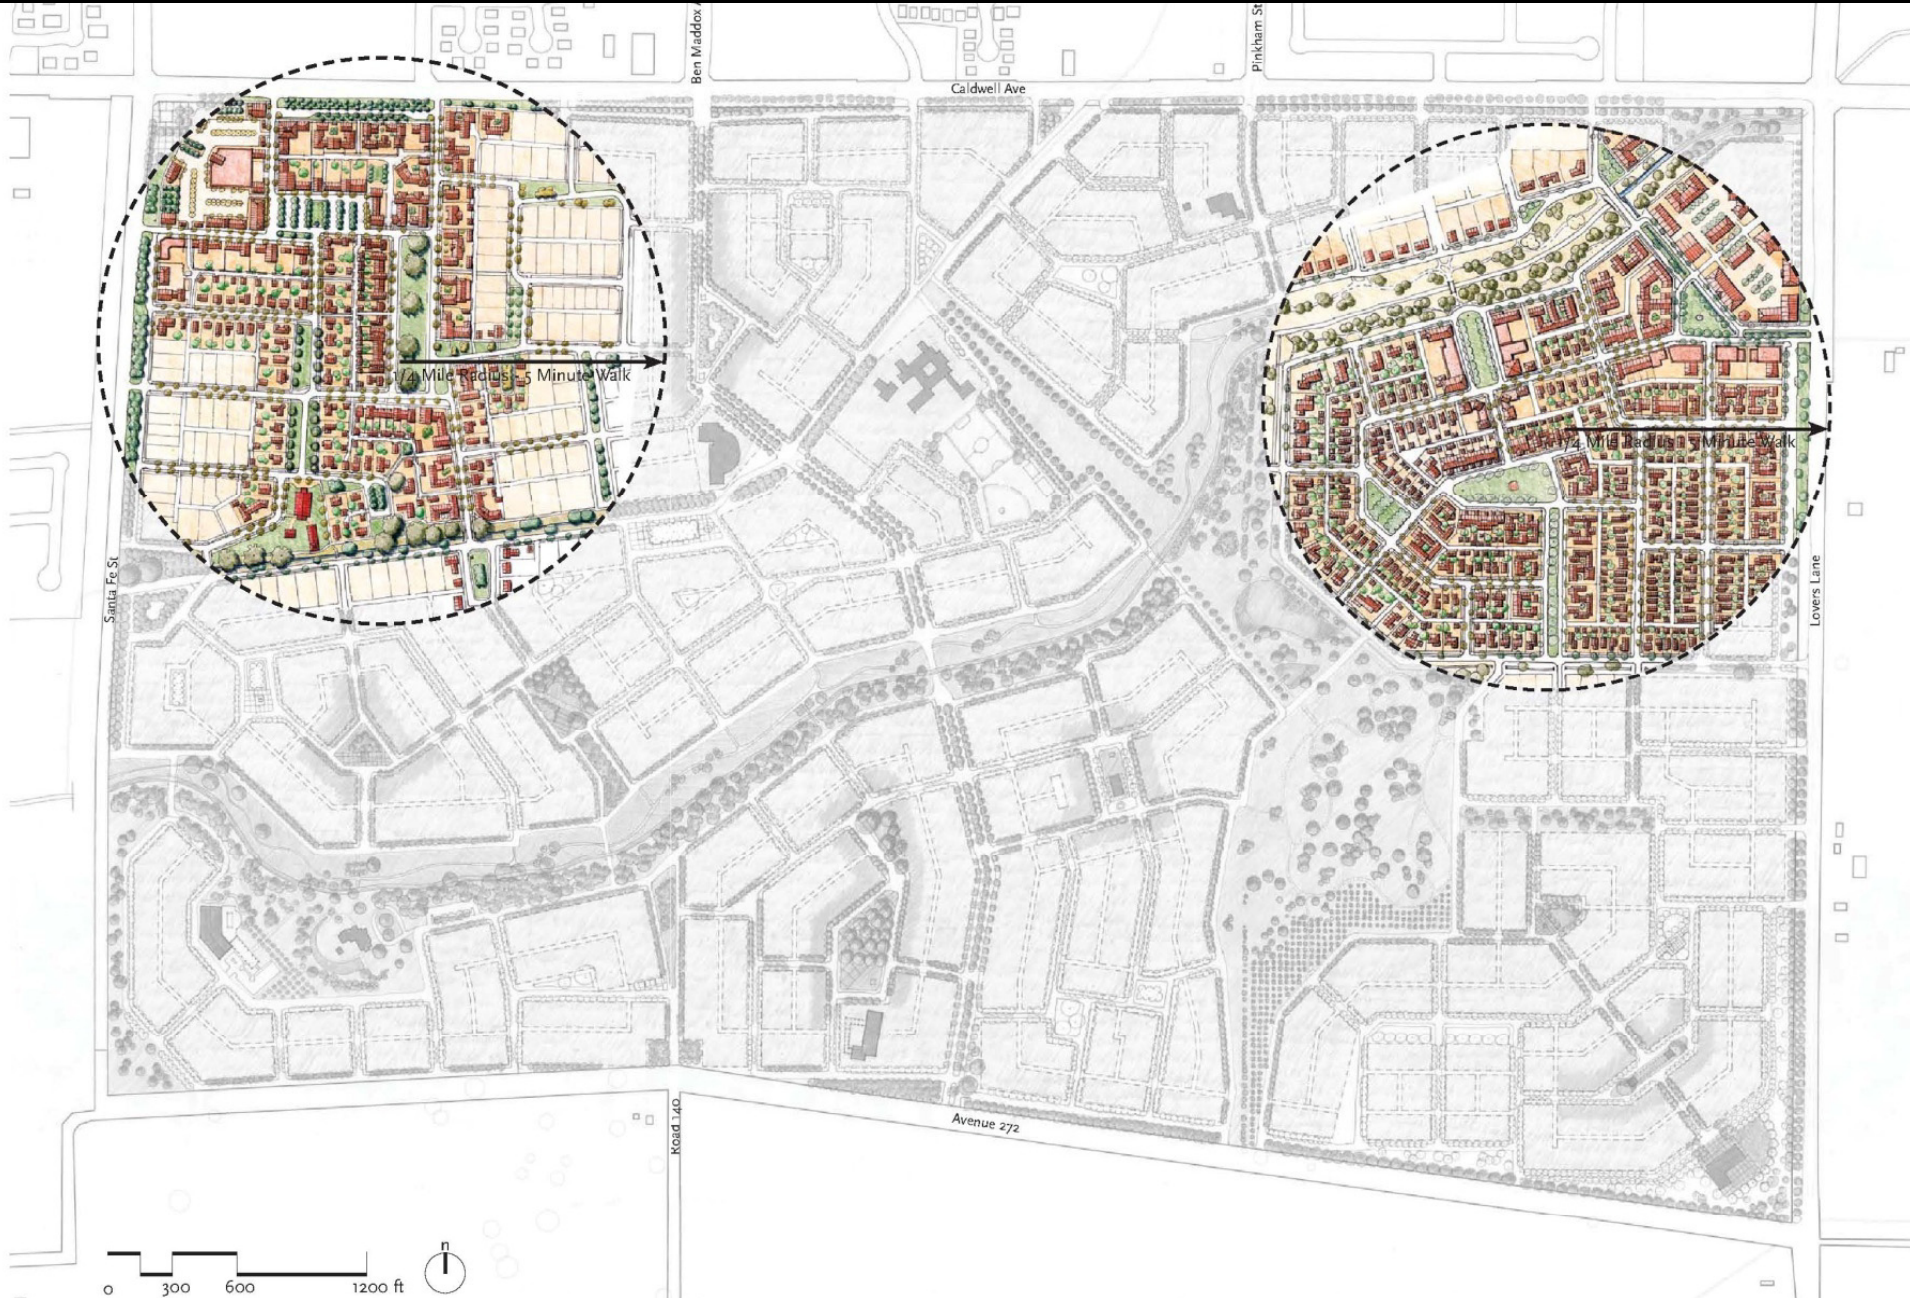 Ben Maddox
Pinkham St
Caldwell Ave
1/4 Mile Radius - 5 Minute Walk
1/4 Mile Radius - 5 Minute Walk
Santa Fe St
Lovers Lane
Road 140
Avenue 272
n
0 300 600 1200 ft